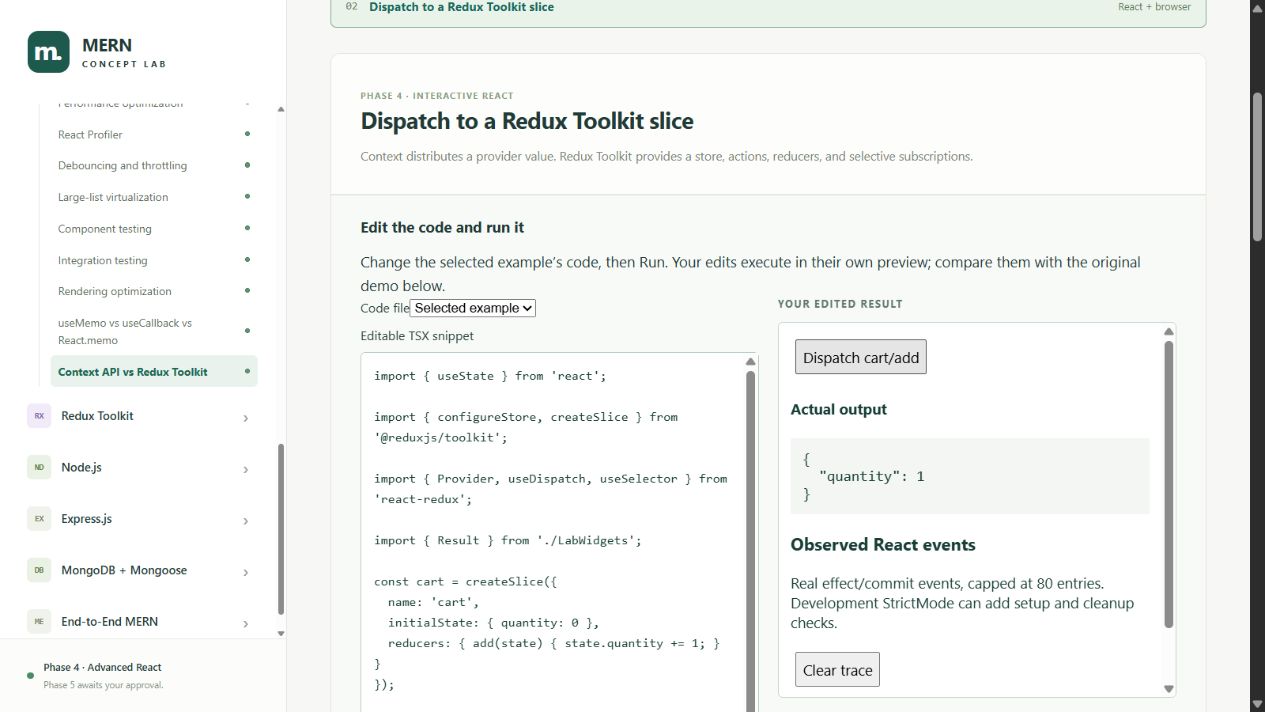 m.
MERN
CONCEPT LAB
Performance optimization
React Profiler
Debouncing and throttling
Large-list virtualization
Component testing
Integration testing
Rendering optimization
useMemo vs useCallback vs
React.memo
Context API vs Redux Toolkit
RX Redux Toolkit
ND Node.js
EX Express.js
DB MongoDB + Mongoose
ME End-to-End MERN
Phase 4 · Advanced React
Phase 5 awaits your approval.
02 Dispatch to a Redux Toolkit slice React + browser
PHASE 4 · INTERACTIVE REACT
Dispatch to a Redux Toolkit slice
Context distributes a provider value. Redux Toolkit provides a store, actions, reducers, and selective subscriptions.
Edit the code and run it
Change the selected example’s code, then Run. Your edits execute in their own preview; compare them with the original
demo below.
Code file Selected example
Editable TSX snippet
import { useState } from 'react';
import { configureStore, createSlice } from
'@reduxjs/toolkit';
import { Provider, useDispatch, useSelector } from
'react-redux';
import { Result } from './LabWidgets';
const cart = createSlice({
name: 'cart',
initialState: { quantity: 0 },
reducers: { add(state) { state.quantity += 1; }
}
});
YOUR EDITED RESULT
Dispatch cart/add
Actual output
{
"quantity": 1
}
Observed React events
Real effect/commit events, capped at 80 entries.
Development StrictMode can add setup and cleanup
checks.
Clear trace